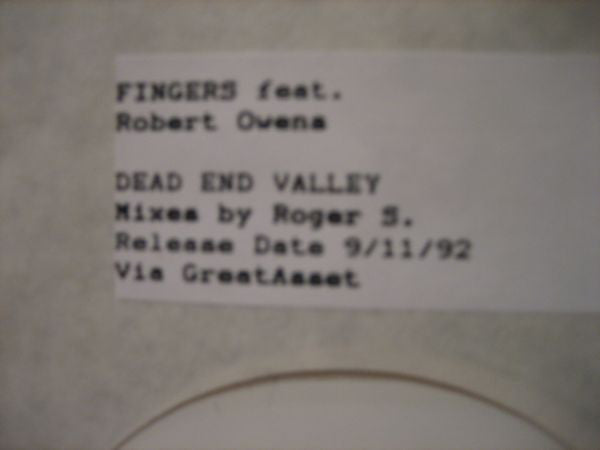 FINGERS feat.
Robert Owens
DEAD END VALLEY
Mixes by Roger S.
Release Date 9/11/92
Via GreatAsset